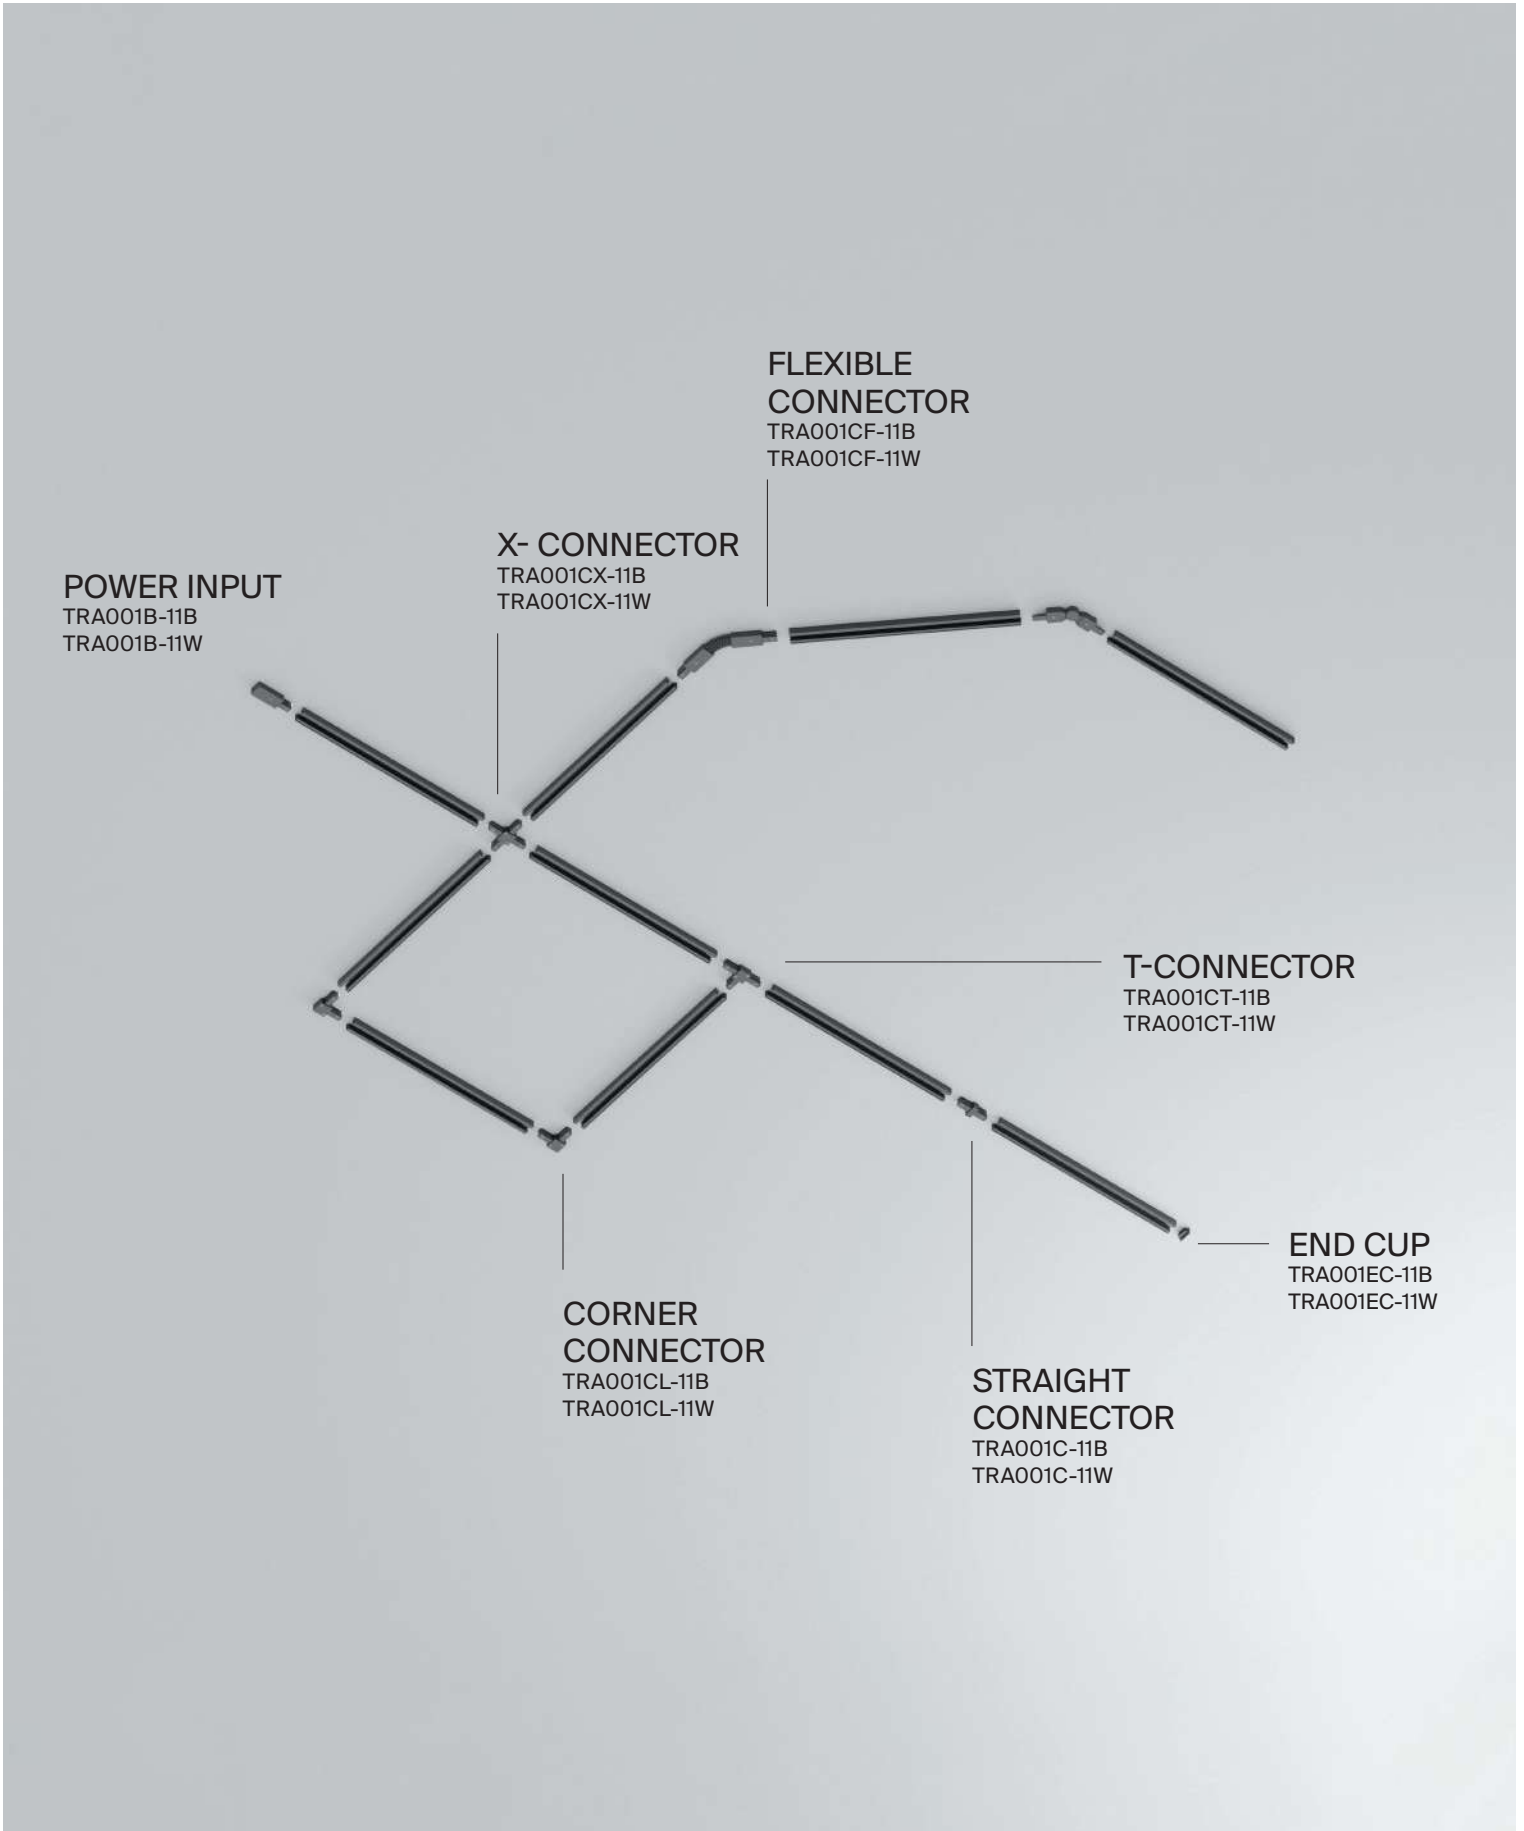 FLEXIBLE
CONNECTOR
TRA001CF-11B
TRA001CF-11W
X- CONNECTOR
TRA001CX-11B
TRA001CX-11W
POWER INPUT
TRA001B-11B
TRA001B-11W
T-CONNECTOR
TRA001CT-11B
TRA001CT-11W
END CUP
TRA001EC-11B
TRA001EC-11W
CORNER
CONNECTOR
TRA001CL-11B
TRA001CL-11W
STRAIGHT
CONNECTOR
TRA001C-11B
TRA001C-11W